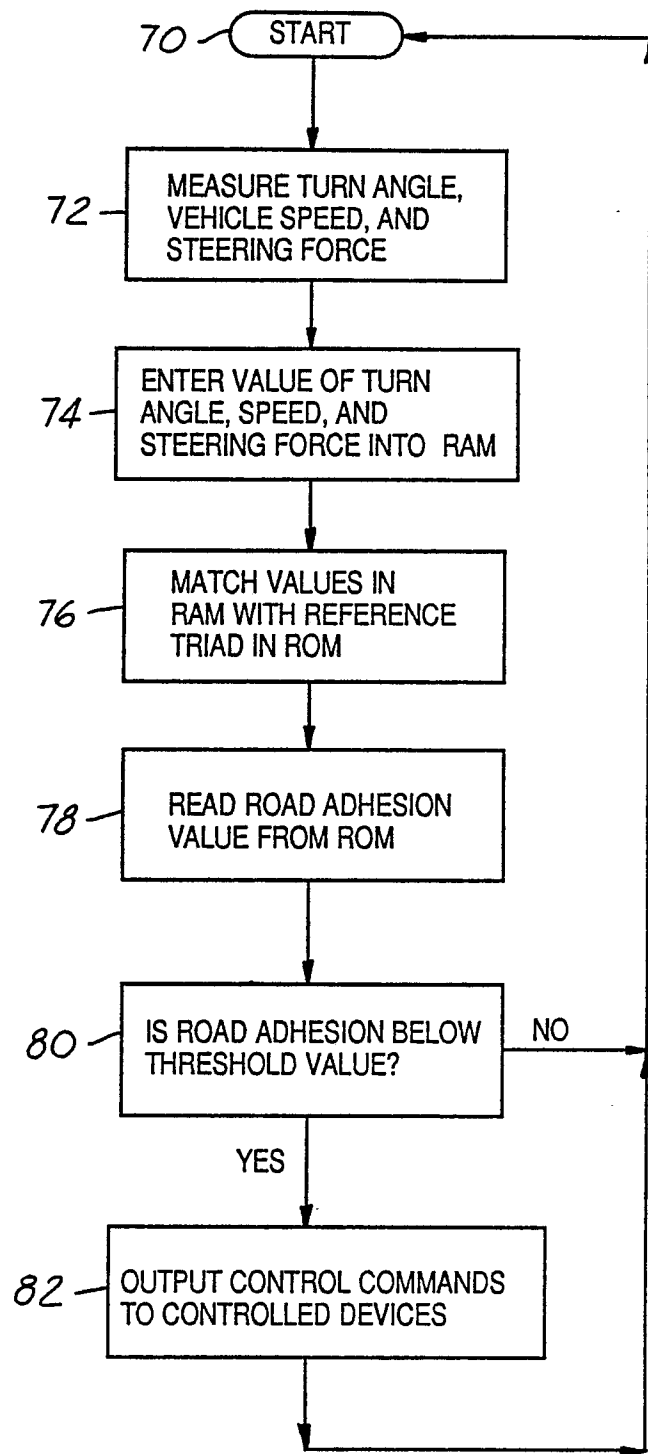 70
START
72
MEASURE TURN ANGLE,
VEHICLE SPEED, AND
STEERING FORCE
74
ENTER VALUE OF TURN
ANGLE, SPEED, AND
STEERING FORCE INTO RAM
76
MATCH VALUES IN
RAM WITH REFERENCE
TRIAD IN ROM
78
READ ROAD ADHESION
VALUE FROM ROM
80
IS ROAD ADHESION BELOW
THRESHOLD VALUE?
NO
YES
82
OUTPUT CONTROL COMMANDS
TO CONTROLLED DEVICES